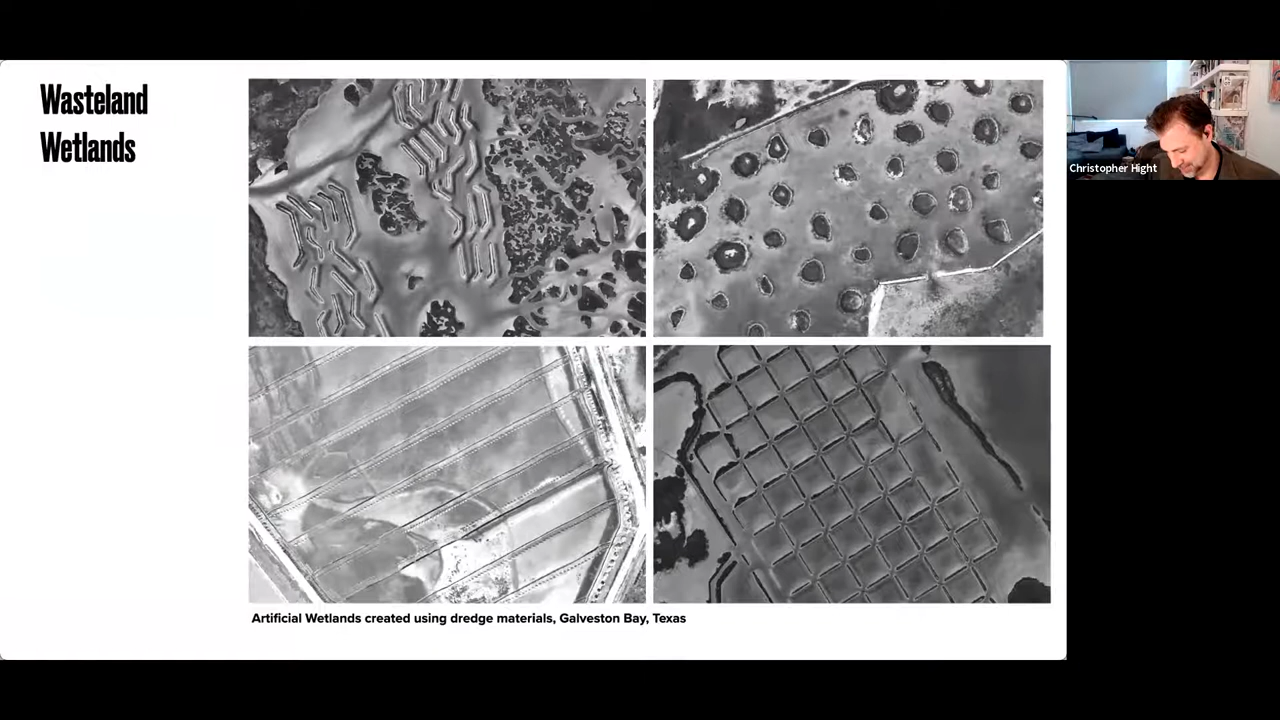 Wasteland
Wetlands
Christopher Hight
Artificial Wetlands created using dredge materials, Galveston Bay, Texas